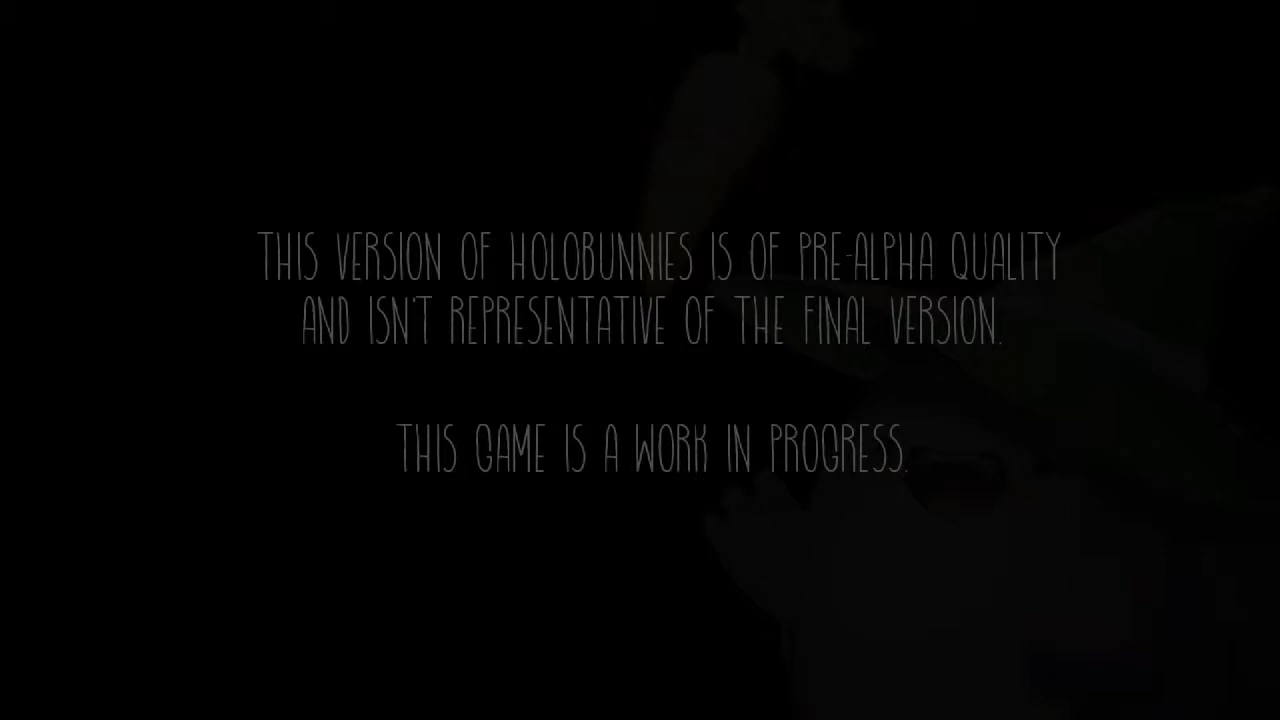 THIS VERSION OF HOLOBUNNIES IS OF PRE-ALPHA QUALITY
AND ISN'T REPRESENTATIVE OF THE FINAL VERSION.
THIS GAME IS A WORK IN PROGRESS.